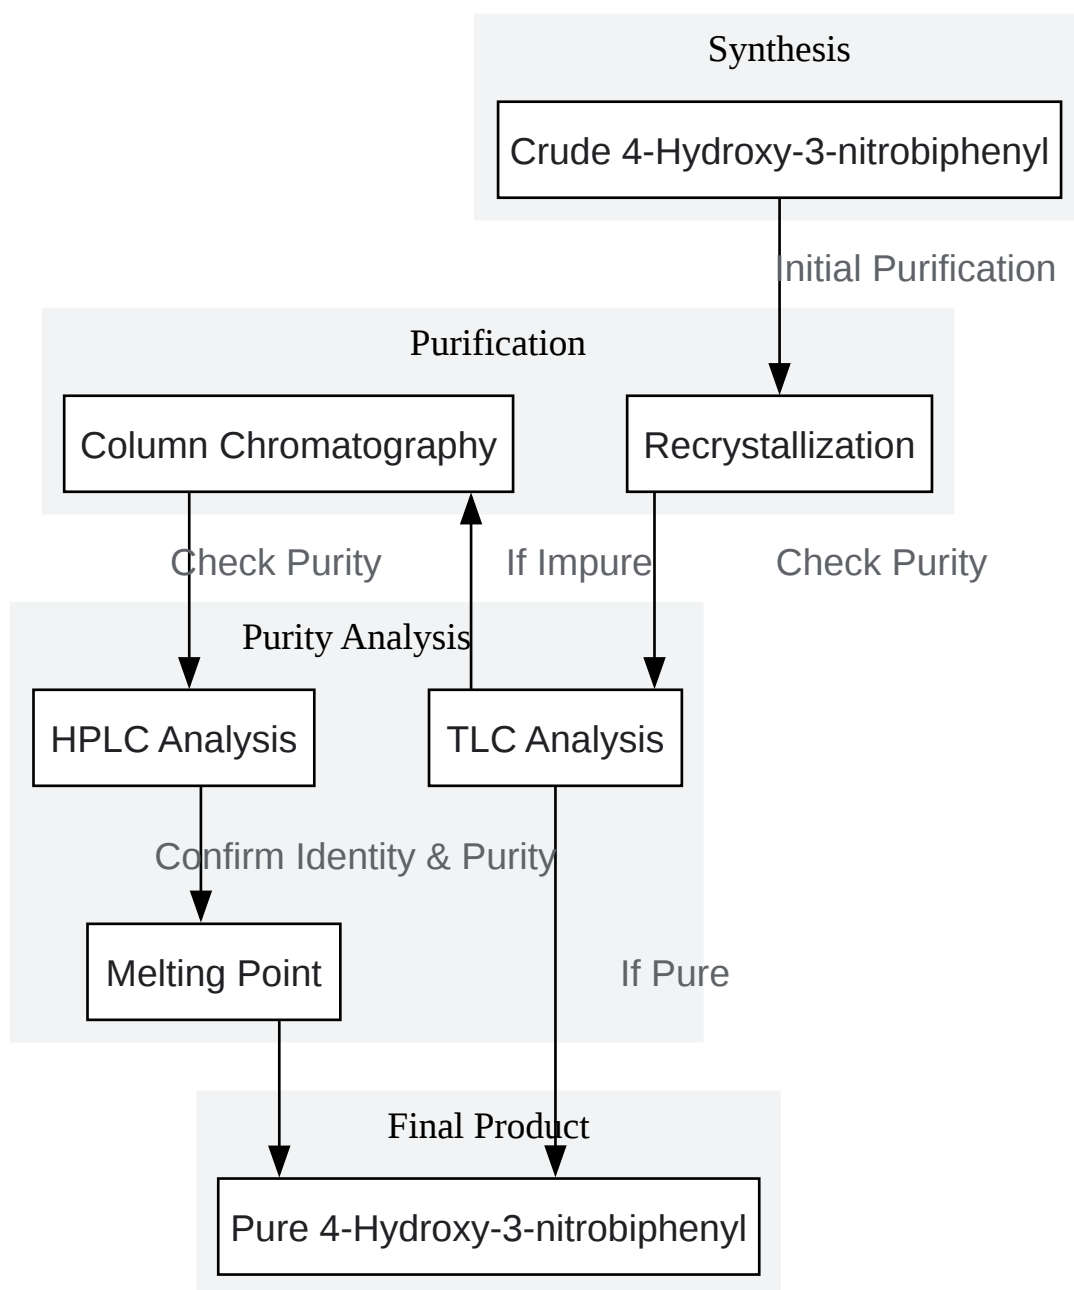 Synthesis
Crude 4-Hydroxy-3-nitrobiphenyl
Initial Purification
Purification
Column Chromatography
Recrystallization
Check Purity
If Impure
Check Purity
Purity Analysis
HPLC Analysis
TLC Analysis
Confirm Identity & Purity
Melting Point
If Pure
Final Product
Pure 4-Hydroxy-3-nitrobiphenyl